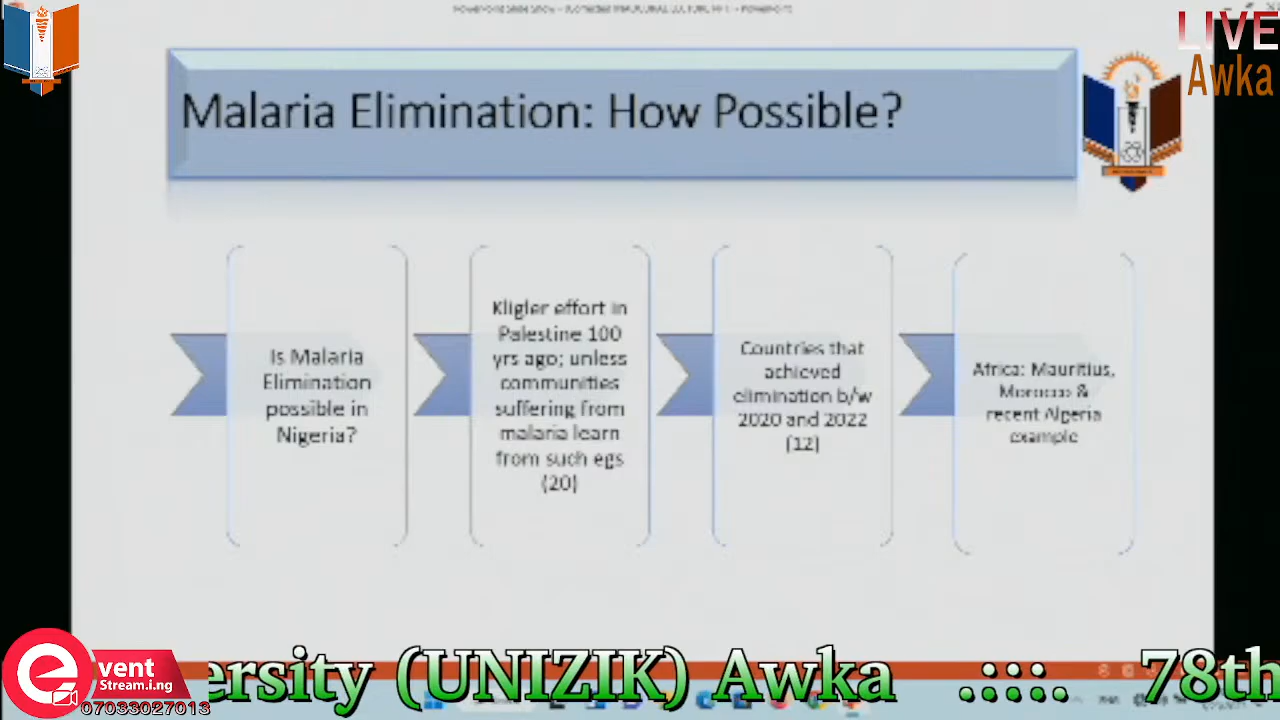 LIVE
Awka
Malaria Elimination: How Possible?
Is Malaria
Elimination
possible in
Nigeria?
Kligler effort in
Palestine 100
yrs ago; unless
communities
suffering from
malaria learn
from such egs
(20)
Countries that
achieved
elimination b/w
2020 and 2022
(12)
Africa: Mauritius,
Morocco &
recent Algeria
example
event
Stream.i.ng
07033027013
ersity (UNIZIK) Awka .::::. 78th